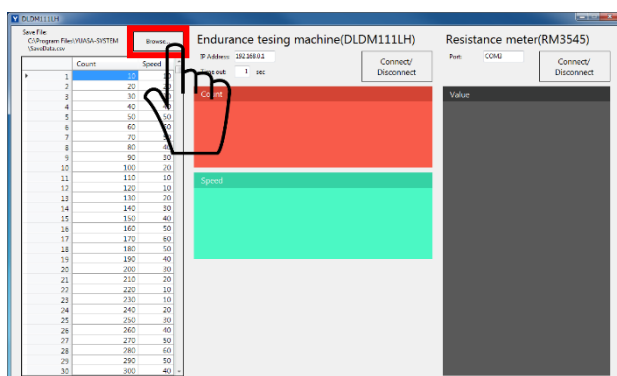 DLDM111LH
Save File:
C:\Program Files\YUASA-SYSTEM
\SaveData.csv
Browse...
Endurance tesing machine(DLDM111LH)
IP Address: 192.168.0.1
out: 1 sec
Connect/
Disconnect
Resistance meter(RM3545)
Port: COM3
Connect/
Disconnect
Count Speed
1 10 10
2 20 20
3 30
4 40 40
5 50 50
6 60 60
7 70
8 80 40
9 90 30
10 100 20
11 110 10
12 120 10
13 130 20
14 140 30
15 150 40
16 160 50
17 170 60
18 180 50
19 190 40
20 200 30
21 210 20
22 220 10
23 230 10
24 240 20
25 250 30
26 260 40
27 270 50
28 280 60
29 290 50
30 300 40
Count
Speed
Value